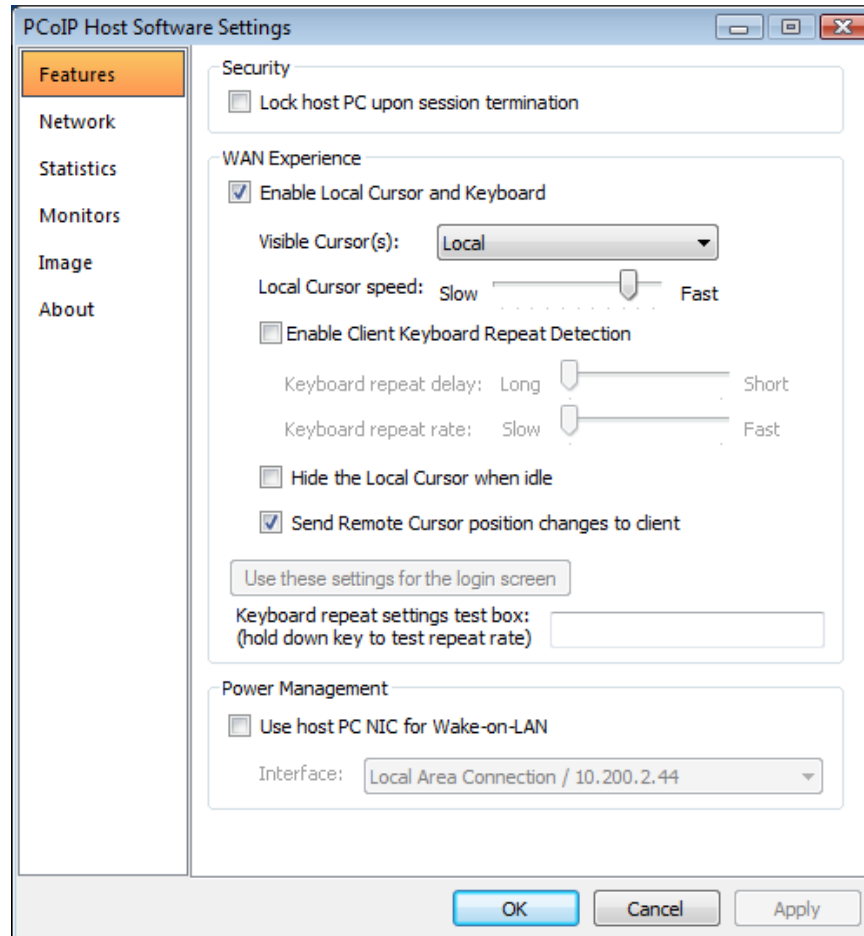 PCoIP Host Software Settings
Features
Network
Statistics
Monitors
Image
About
Security
Lock host PC upon session termination
WAN Experience
Enable Local Cursor and Keyboard
Visible Cursor(s): Local
Local Cursor speed: Slow Fast
Enable Client Keyboard Repeat Detection
Keyboard repeat delay: Long Short
Keyboard repeat rate: Slow Fast
Hide the Local Cursor when idle
Send Remote Cursor position changes to client
Use these settings for the login screen
Keyboard repeat settings test box:
(hold down key to test repeat rate)
Power Management
Use host PC NIC for Wake-on-LAN
Interface: Local Area Connection / 10.200.2.44
OK Cancel Apply